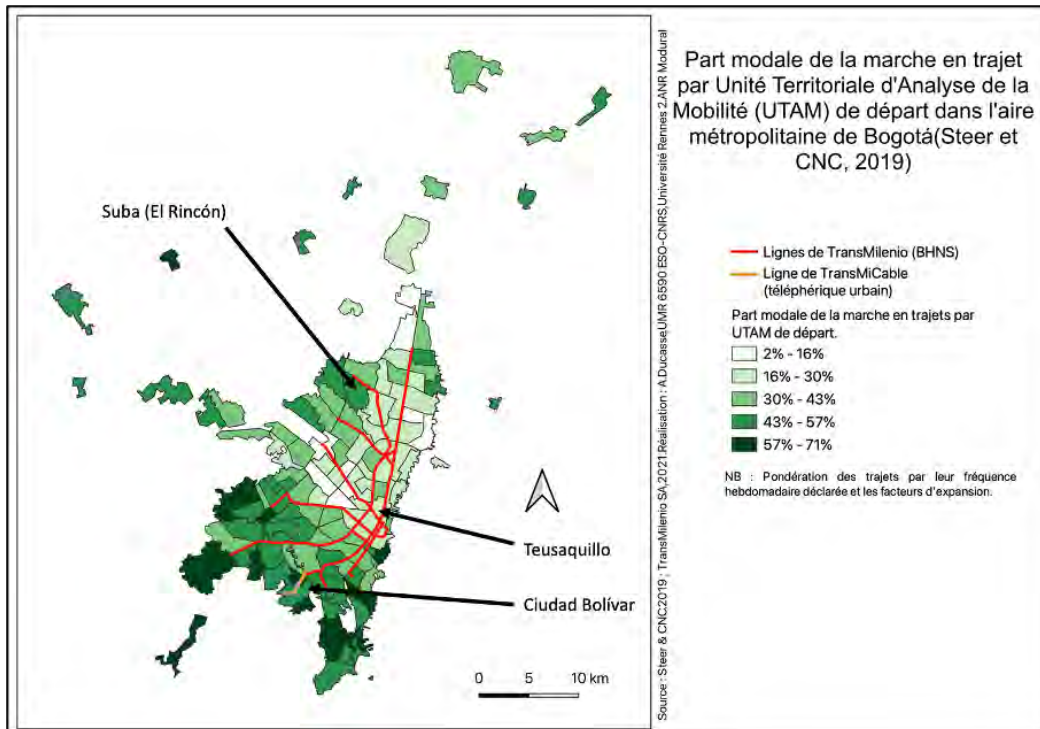 Part modale de la marche en trajet
par Unité Territoriale d'Analyse de la
Mobilité (UTAM) de départ dans l'aire
métropolitaine de Bogotá(Steer et
CNC, 2019)
Suba (El Rincón)
Teusaquillo
Ciudad Bolívar
0 5 10 km
Source : Steer & CNC2019 ; TransMilenio SA,2021.Réalisation : A.Ducasse,UMR 6590 ESO-CNRS,Université Rennes 2.ANR Modural
Lignes de TransMilenio (BHNS)
Ligne de TransMiCable
(téléphérique urbain)
Part modale de la marche en trajets par
UTAM de départ.
2% - 16%
16% - 30%
30% - 43%
43% - 57%
57% - 71%
NB : Pondération des trajets par leur fréquence
hebdomadaire déclarée et les facteurs d'expansion.